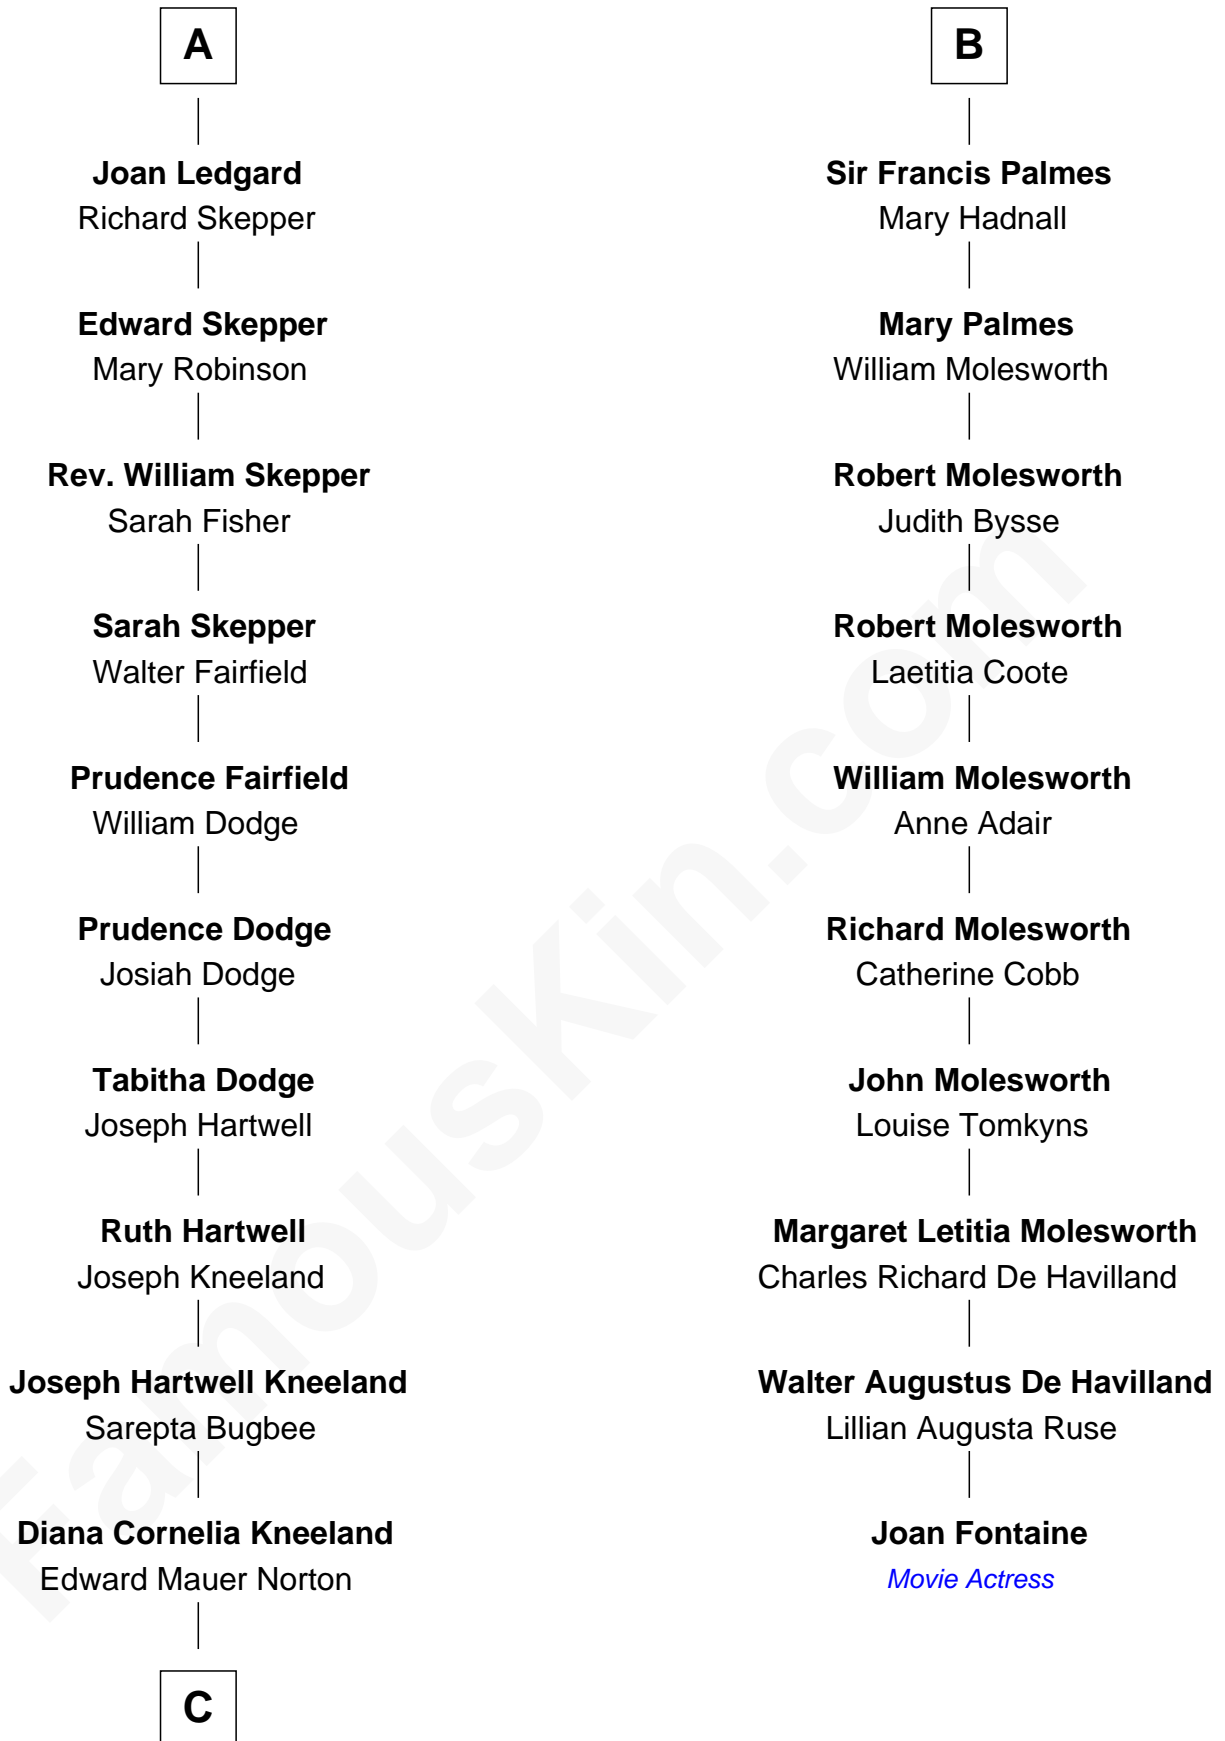 A
Joan Ledgard
Richard Skepper
Edward Skepper
Mary Robinson
Rev. William Skepper
Sarah Fisher
Sarah Skepper
Walter Fairfield
Prudence Fairfield
William Dodge
Prudence Dodge
Josiah Dodge
Tabitha Dodge
Joseph Hartwell
Ruth Hartwell
Joseph Kneeland
Joseph Hartwell Kneeland
Sarepta Bugbee
Diana Cornelia Kneeland
Edward Mauer Norton
C
B
Sir Francis Palmes
Mary Hadnall
Mary Palmes
William Molesworth
Robert Molesworth
Judith Bysse
Robert Molesworth
Laetitia Coote
William Molesworth
Anne Adair
Richard Molesworth
Catherine Cobb
John Molesworth
Louise Tomkyns
Margaret Letitia Molesworth
Charles Richard De Havilland
Walter Augustus De Havilland
Lillian Augusta Ruse
Joan Fontaine
Movie Actress
FamousKin.com